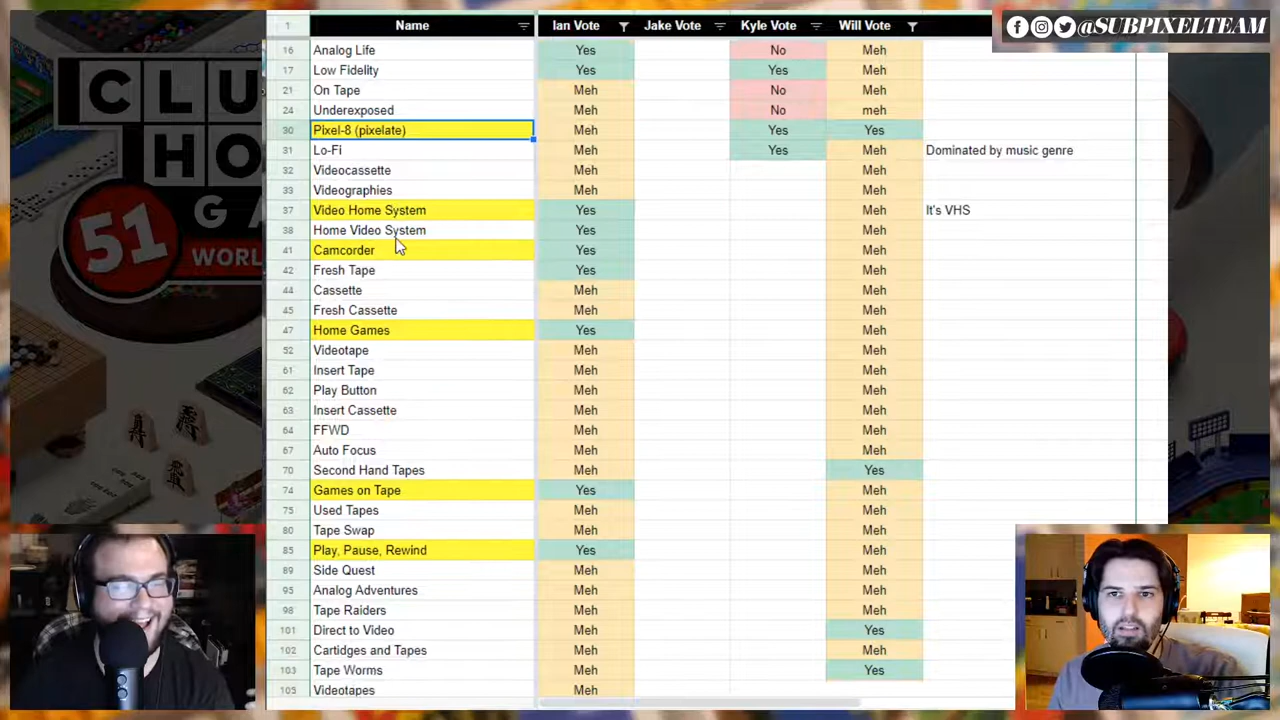 1 Name Ian Vote Jake Vote Kyle Vote Will Vote
@SUBPIXELTEAM
16 Analog Life Yes No Meh
17 Low Fidelity Yes Yes Meh
21 On Tape Meh No Meh
24 Underexposed Meh No meh
30 Pixel-8 (pixelate) Meh Yes Yes
31 Lo-Fi Meh Yes Meh Dominated by music genre
32 Videocassette Meh Meh
33 Videographies Meh Meh
37 Video Home System Yes Meh It's VHS
38 Home Video System Yes Meh
41 Camcorder Yes Meh
42 Fresh Tape Yes Meh
44 Cassette Meh Meh
45 Fresh Cassette Meh Meh
47 Home Games Yes Meh
52 Videotape Meh Meh
61 Insert Tape Meh Meh
62 Play Button Meh Meh
63 Insert Cassette Meh Meh
64 FFWD Meh Meh
67 Auto Focus Meh Meh
70 Second Hand Tapes Meh Yes
74 Games on Tape Yes Meh
75 Used Tapes Meh Meh
80 Tape Swap Meh Meh
85 Play, Pause, Rewind Yes Meh
89 Side Quest Meh Meh
95 Analog Adventures Meh Meh
98 Tape Raiders Meh Meh
101 Direct to Video Meh Yes
102 Cartidges and Tapes Meh Meh
103 Tape Worms Meh Yes
105 Videotapes Meh
CLU
HO
GA
51
WORL